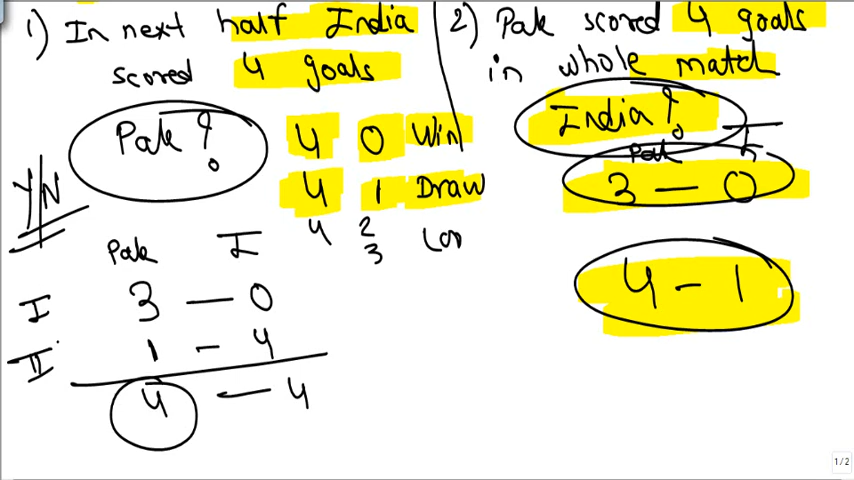 1) In next half India
scored 4 goals
Pak ?
4 0 Win
4 1 Draw
4 2
3
Y/N
Pak I
I 3 — 0
II 1 - 4
4 — 4
2) Pak scored 4 goals
in whole match
India ?
Pak I
3 — 0
4 - 1
1/2